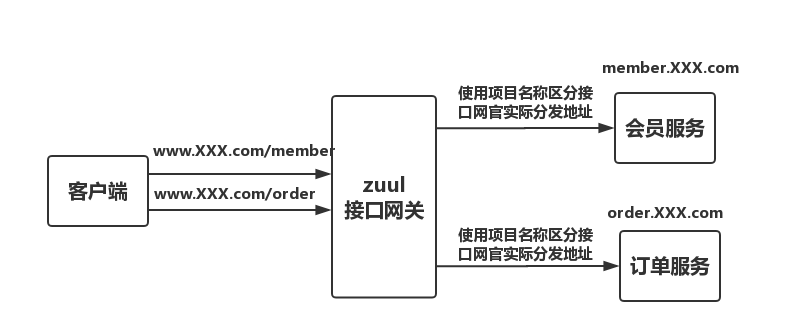 member.XXX.com
使用项目名称区分接
口网官实际分发地址
会员服务
www.XXX.com/member
客户端
www.XXX.com/order
zuul
接口网关
order.XXX.com
使用项目名称区分接
口网官实际分发地址
订单服务